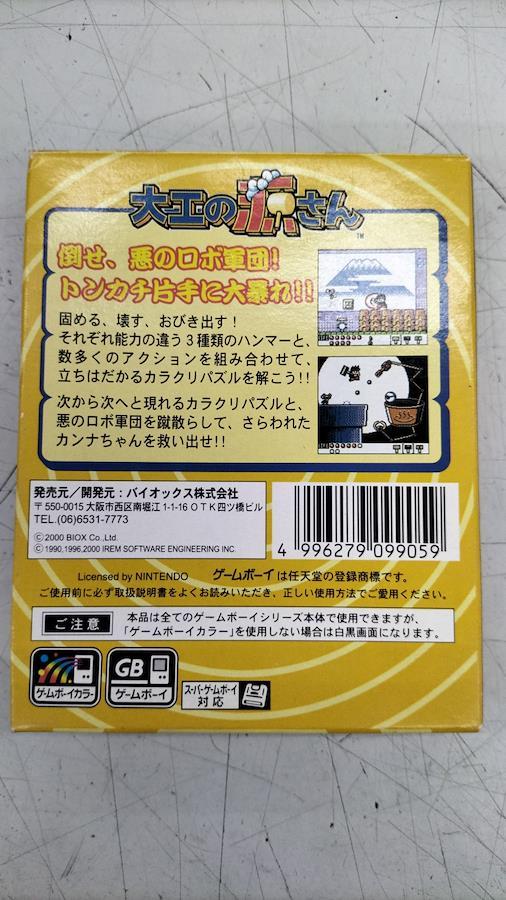 大工の源さん
TM
倒せ、悪のロボ軍団!
トンカチ片手に大暴れ!!
固める、壊す、おびき出す!
それぞれ能力の違う3種類のハンマーと、
数多くのアクションを組み合わせて、
立ちはだかるカラクリパズルを解こう!!
次から次へと現れるカラクリパズルと、
悪のロボ軍団を蹴散らして、さらわれた
カンナちゃんを救い出せ!!
発売元/開発元:バイオックス株式会社
〒550-0015 大阪市西区南堀江 1-1-16 OTK四ツ橋ビル
TEL.(06)6531-7773
©2000 BIOX Co.,Ltd.
©1990,1996,2000 IREM SOFTWARE ENGINEERING INC.
4 996279 099059
Licensed by NINTENDO ゲームボーイは任天堂の登録商標です。
ご使用前に必ず取扱説明書をよくお読みいただき、正しい使用方法でご愛用ください。
ご注意
本品は全てのゲームボーイシリーズ本体で使用できますが、
「ゲームボーイカラー」を使用しない場合は白黒画面になります。
ゲームボーイカラー
GB
ゲームボーイ
スーパーゲームボーイ
対応